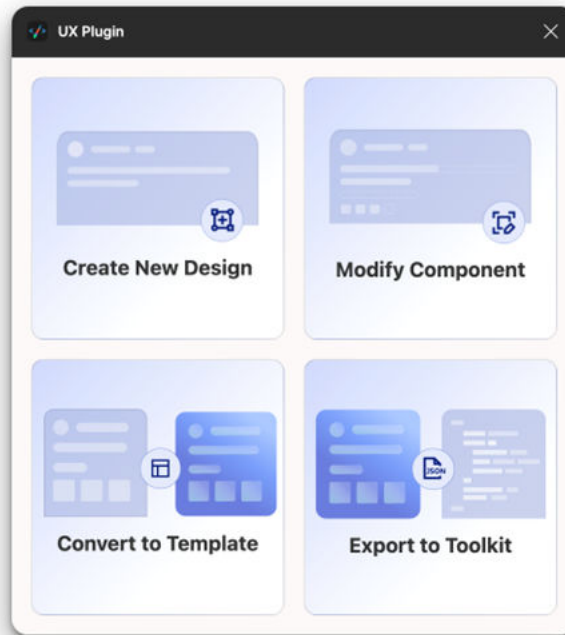 UX Plugin
Create New Design
Modify Component
Convert to Template
JSON
Export to Toolkit